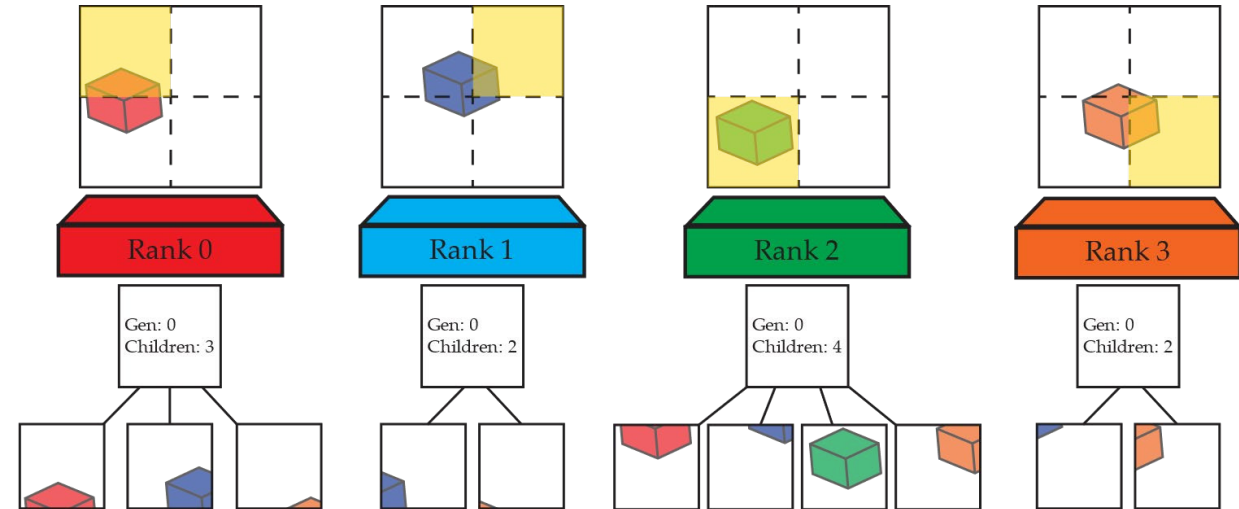 Rank 0
Rank 1
Rank 2
Rank 3
Gen: 0
Children: 3
Gen: 0
Children: 2
Gen: 0
Children: 4
Gen: 0
Children: 2